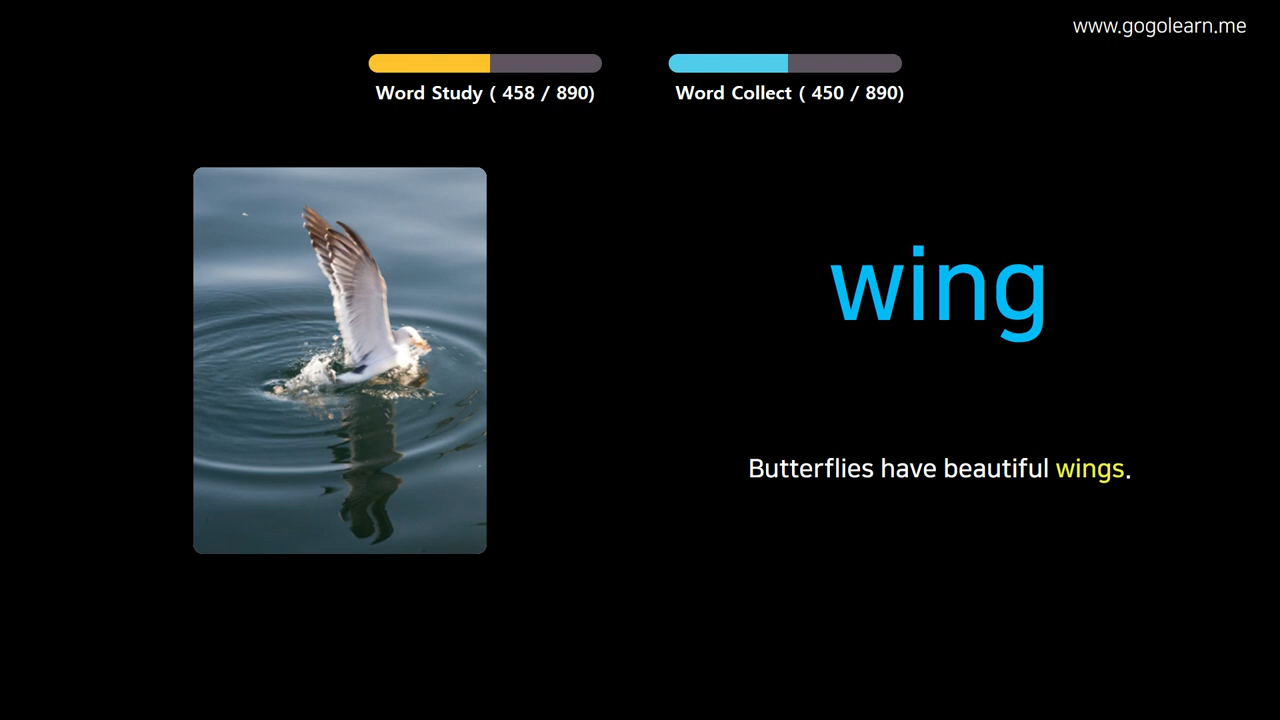 www.gogolearn.me
Word Study ( 458 / 890)
Word Collect ( 450 / 890)
wing
Butterflies have beautiful wings.